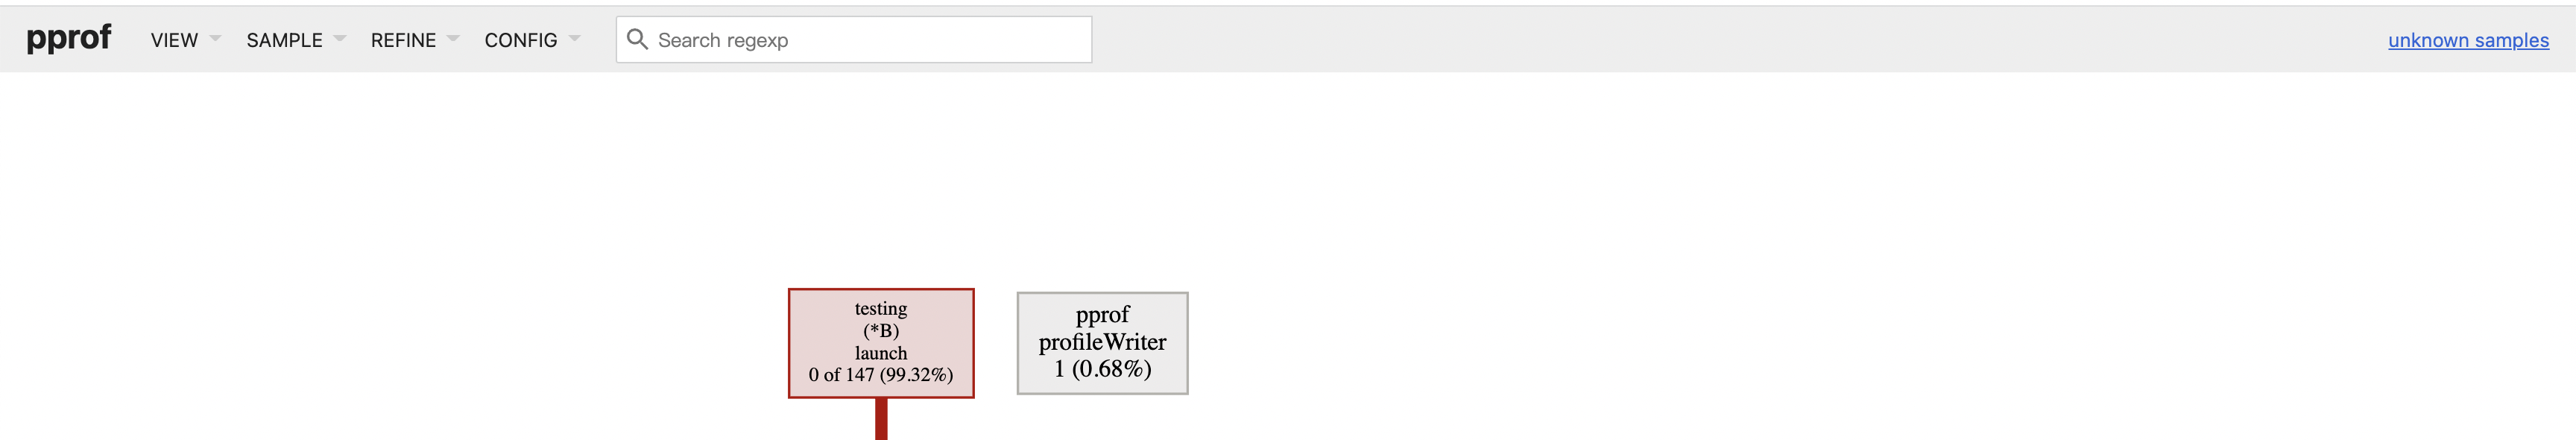 pprof VIEW SAMPLE REFINE CONFIG Search regexp unknown samples
testing
(*B)
launch
0 of 147 (99.32%)
pprof
profileWriter
1 (0.68%)